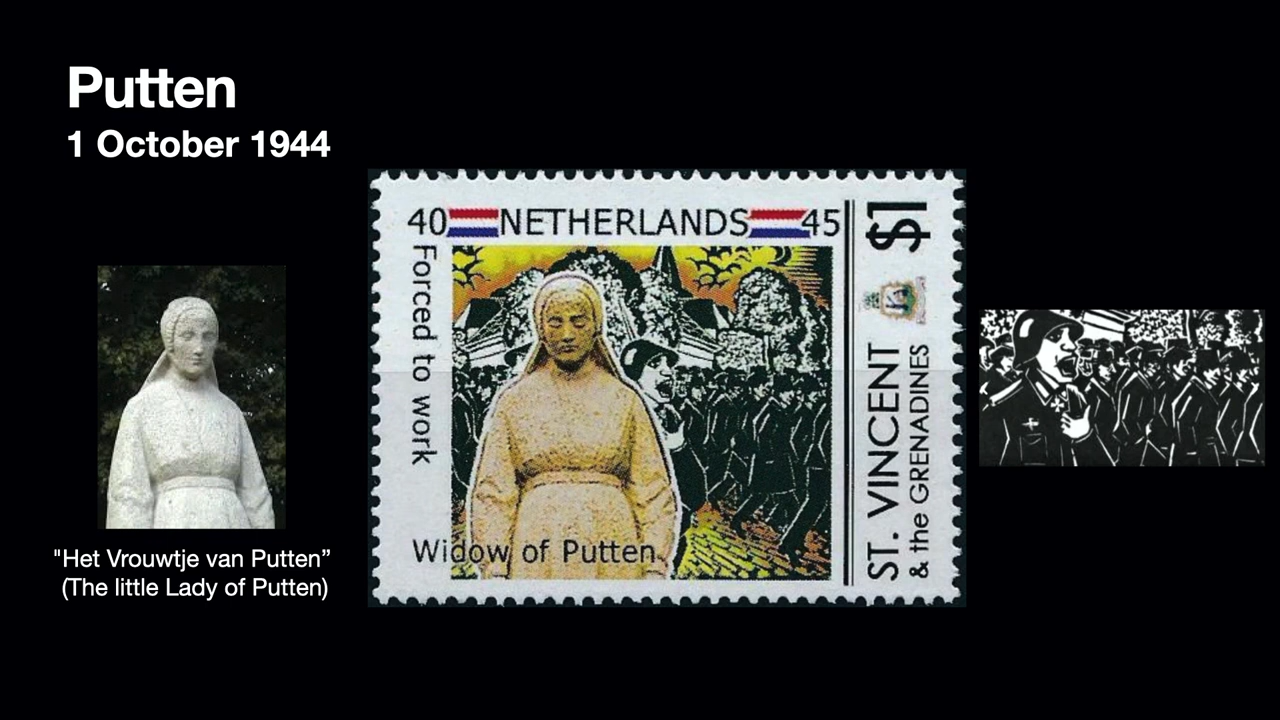 Putten
1 October 1944
40 NETHERLANDS 45
Forced to work
Widow of Putten
$1
ST. VINCENT
& the GRENADINES
"Het Vrouwtje van Putten”
(The little Lady of Putten)